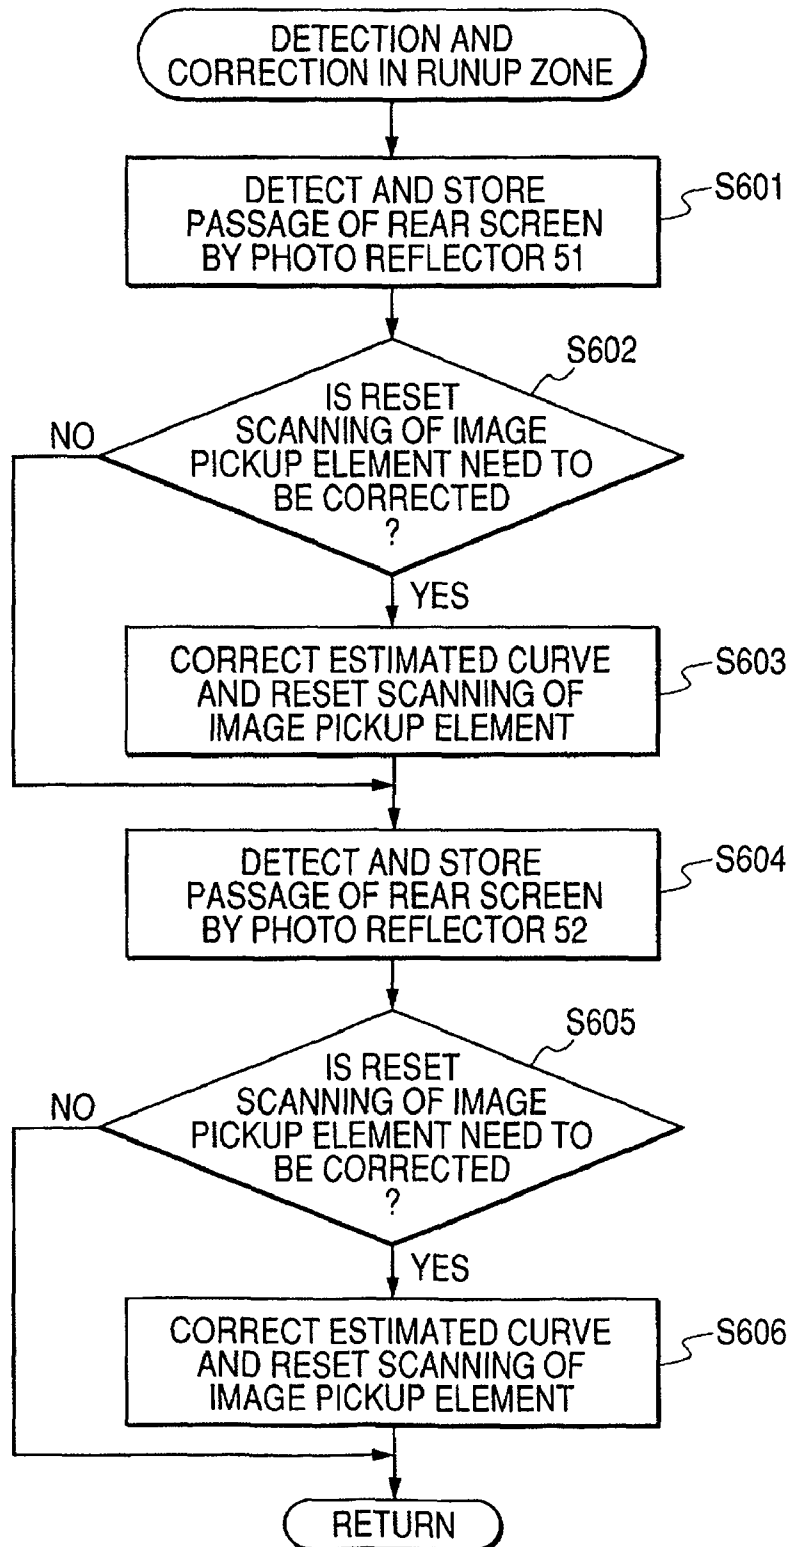 DETECTION AND
CORRECTION IN RUNUP ZONE
DETECT AND STORE
PASSAGE OF REAR SCREEN
BY PHOTO REFLECTOR 51
S601
S602
IS RESET
SCANNING OF IMAGE
PICKUP ELEMENT NEED TO
BE CORRECTED
?
NO
YES
CORRECT ESTIMATED CURVE
AND RESET SCANNING OF
IMAGE PICKUP ELEMENT
S603
DETECT AND STORE
PASSAGE OF REAR SCREEN
BY PHOTO REFLECTOR 52
S604
S605
IS RESET
SCANNING OF IMAGE
PICKUP ELEMENT NEED TO
BE CORRECTED
?
NO
YES
CORRECT ESTIMATED CURVE
AND RESET SCANNING OF
IMAGE PICKUP ELEMENT
S606
RETURN